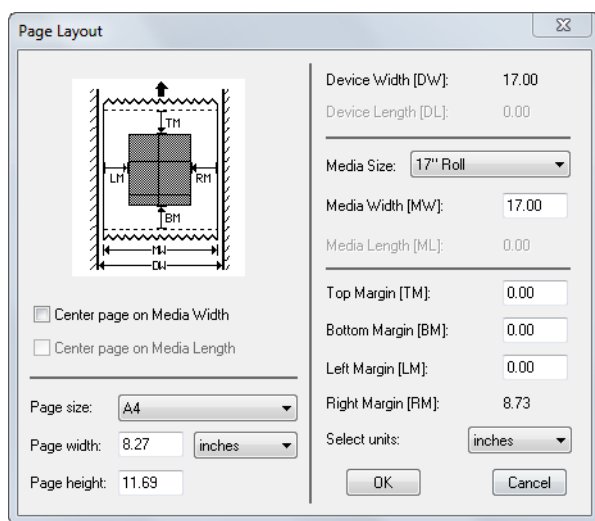 Page Layout
TM
LM
RM
BM
MW
DW
Center page on Media Width
Center page on Media Length
Page size: A4
Page width: 8.27 inches
Page height: 11.69
Device Width [DW]: 17.00
Device Length [DL]: 0.00
Media Size: 17" Roll
Media Width [MW]: 17.00
Media Length [ML]: 0.00
Top Margin [TM]: 0.00
Bottom Margin [BM]: 0.00
Left Margin [LM]: 0.00
Right Margin [RM]: 8.73
Select units: inches
OK Cancel